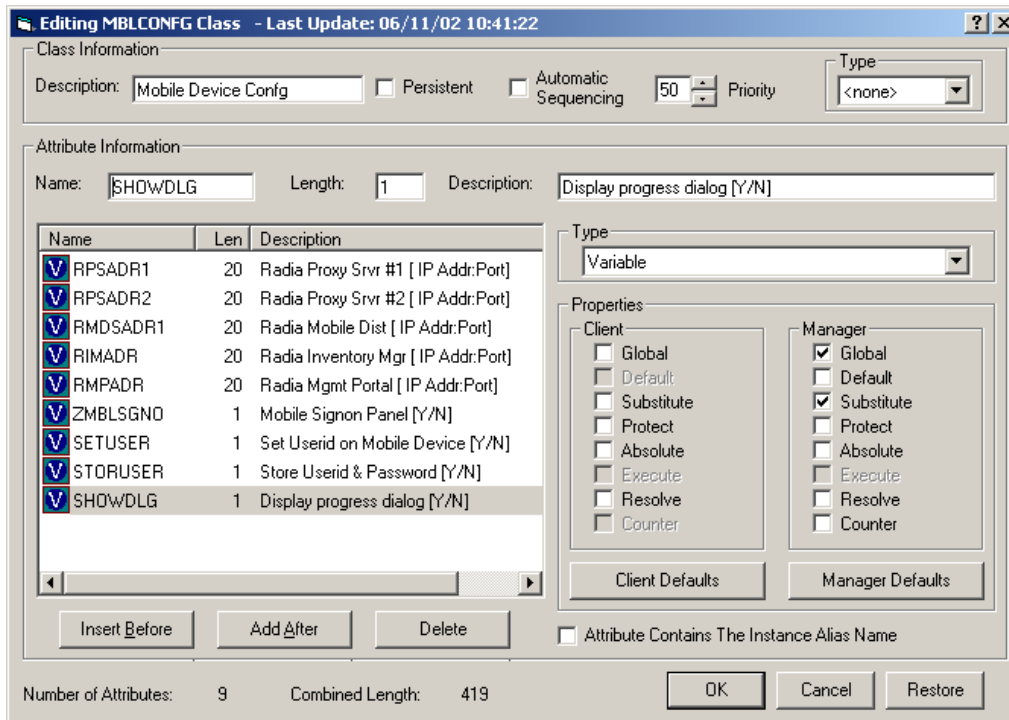 Editing MBLCONFG Class - Last Update: 06/11/02 10:41:22
Class Information
Description: Mobile Device Confg Persistent Automatic Sequencing 50 Priority Type <none>
Attribute Information
Name: SHOWDLG Length: 1 Description: Display progress dialog [Y/N]
Name Len Description
V RPSADR1 20 Radia Proxy Srvr #1 [ IP Addr:Port]
V RPSADR2 20 Radia Proxy Srvr #2 [ IP Addr:Port]
V RMDSADR1 20 Radia Mobile Dist [ IP Addr:Port]
V RIMADR 20 Radia Inventory Mgr [ IP Addr:Port]
V RMPADR 20 Radia Mgmt Portal [ IP Addr:Port]
V ZMBLSGNO 1 Mobile Signon Panel [Y/N]
V SETUSER 1 Set Userid on Mobile Device [Y/N]
V STORUSER 1 Store Userid & Password [Y/N]
V SHOWDLG 1 Display progress dialog [Y/N]
Insert Before Add After Delete
Type
Variable
Properties
Client
Global
Default
Substitute
Protect
Absolute
Execute
Resolve
Counter
Client Defaults
Manager
Global
Default
Substitute
Protect
Absolute
Execute
Resolve
Counter
Manager Defaults
Attribute Contains The Instance Alias Name
Number of Attributes: 9 Combined Length: 419
OK Cancel Restore